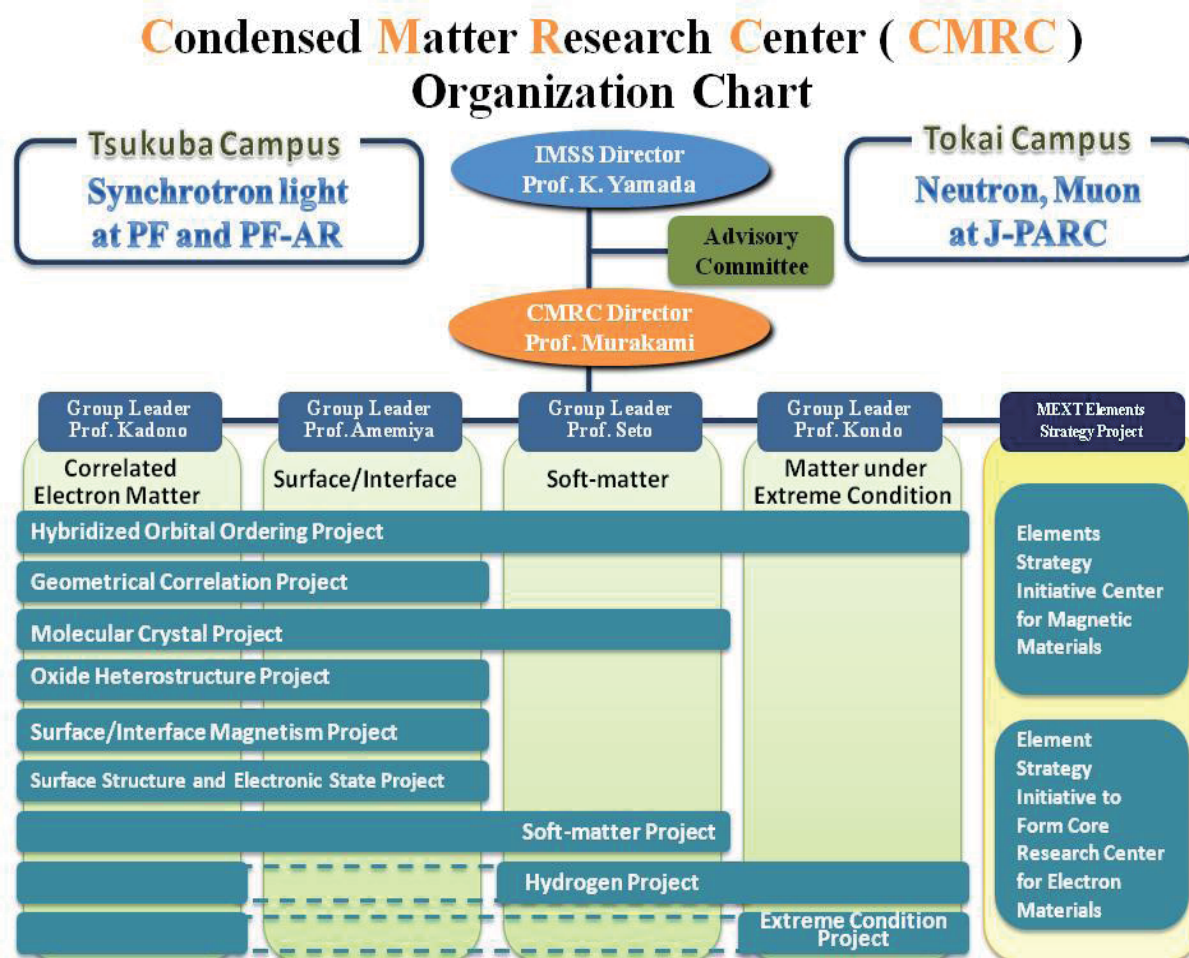 Condensed Matter Research Center ( CMRC )
Organization Chart
Tsukuba Campus
Synchrotron light
at PF and PF-AR
IMSS Director
Prof. K. Yamada
Tokai Campus
Neutron, Muon
at J-PARC
Advisory
Committee
CMRC Director
Prof. Murakami
Group Leader
Prof. Kadono
Group Leader
Prof. Amemiya
Group Leader
Prof. Seto
Group Leader
Prof. Kondo
MEXT Elements
Strategy Project
Correlated
Electron Matter
Surface/Interface
Soft-matter
Matter under
Extreme Condition
Hybridized Orbital Ordering Project
Geometrical Correlation Project
Molecular Crystal Project
Oxide Heterostructure Project
Surface/Interface Magnetism Project
Surface Structure and Electronic State Project
Soft-matter Project
Hydrogen Project
Extreme Condition
Project
Elements
Strategy
Initiative Center
for Magnetic
Materials
Element
Strategy
Initiative to
Form Core
Research Center
for Electron
Materials